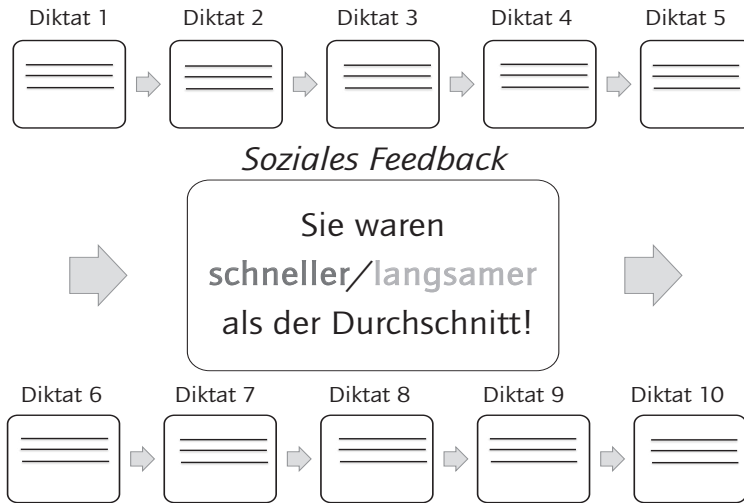 Diktat 1 Diktat 2 Diktat 3 Diktat 4 Diktat 5
Soziales Feedback
Sie waren
schneller/langsamer
als der Durchschnitt!
Diktat 6 Diktat 7 Diktat 8 Diktat 9 Diktat 10